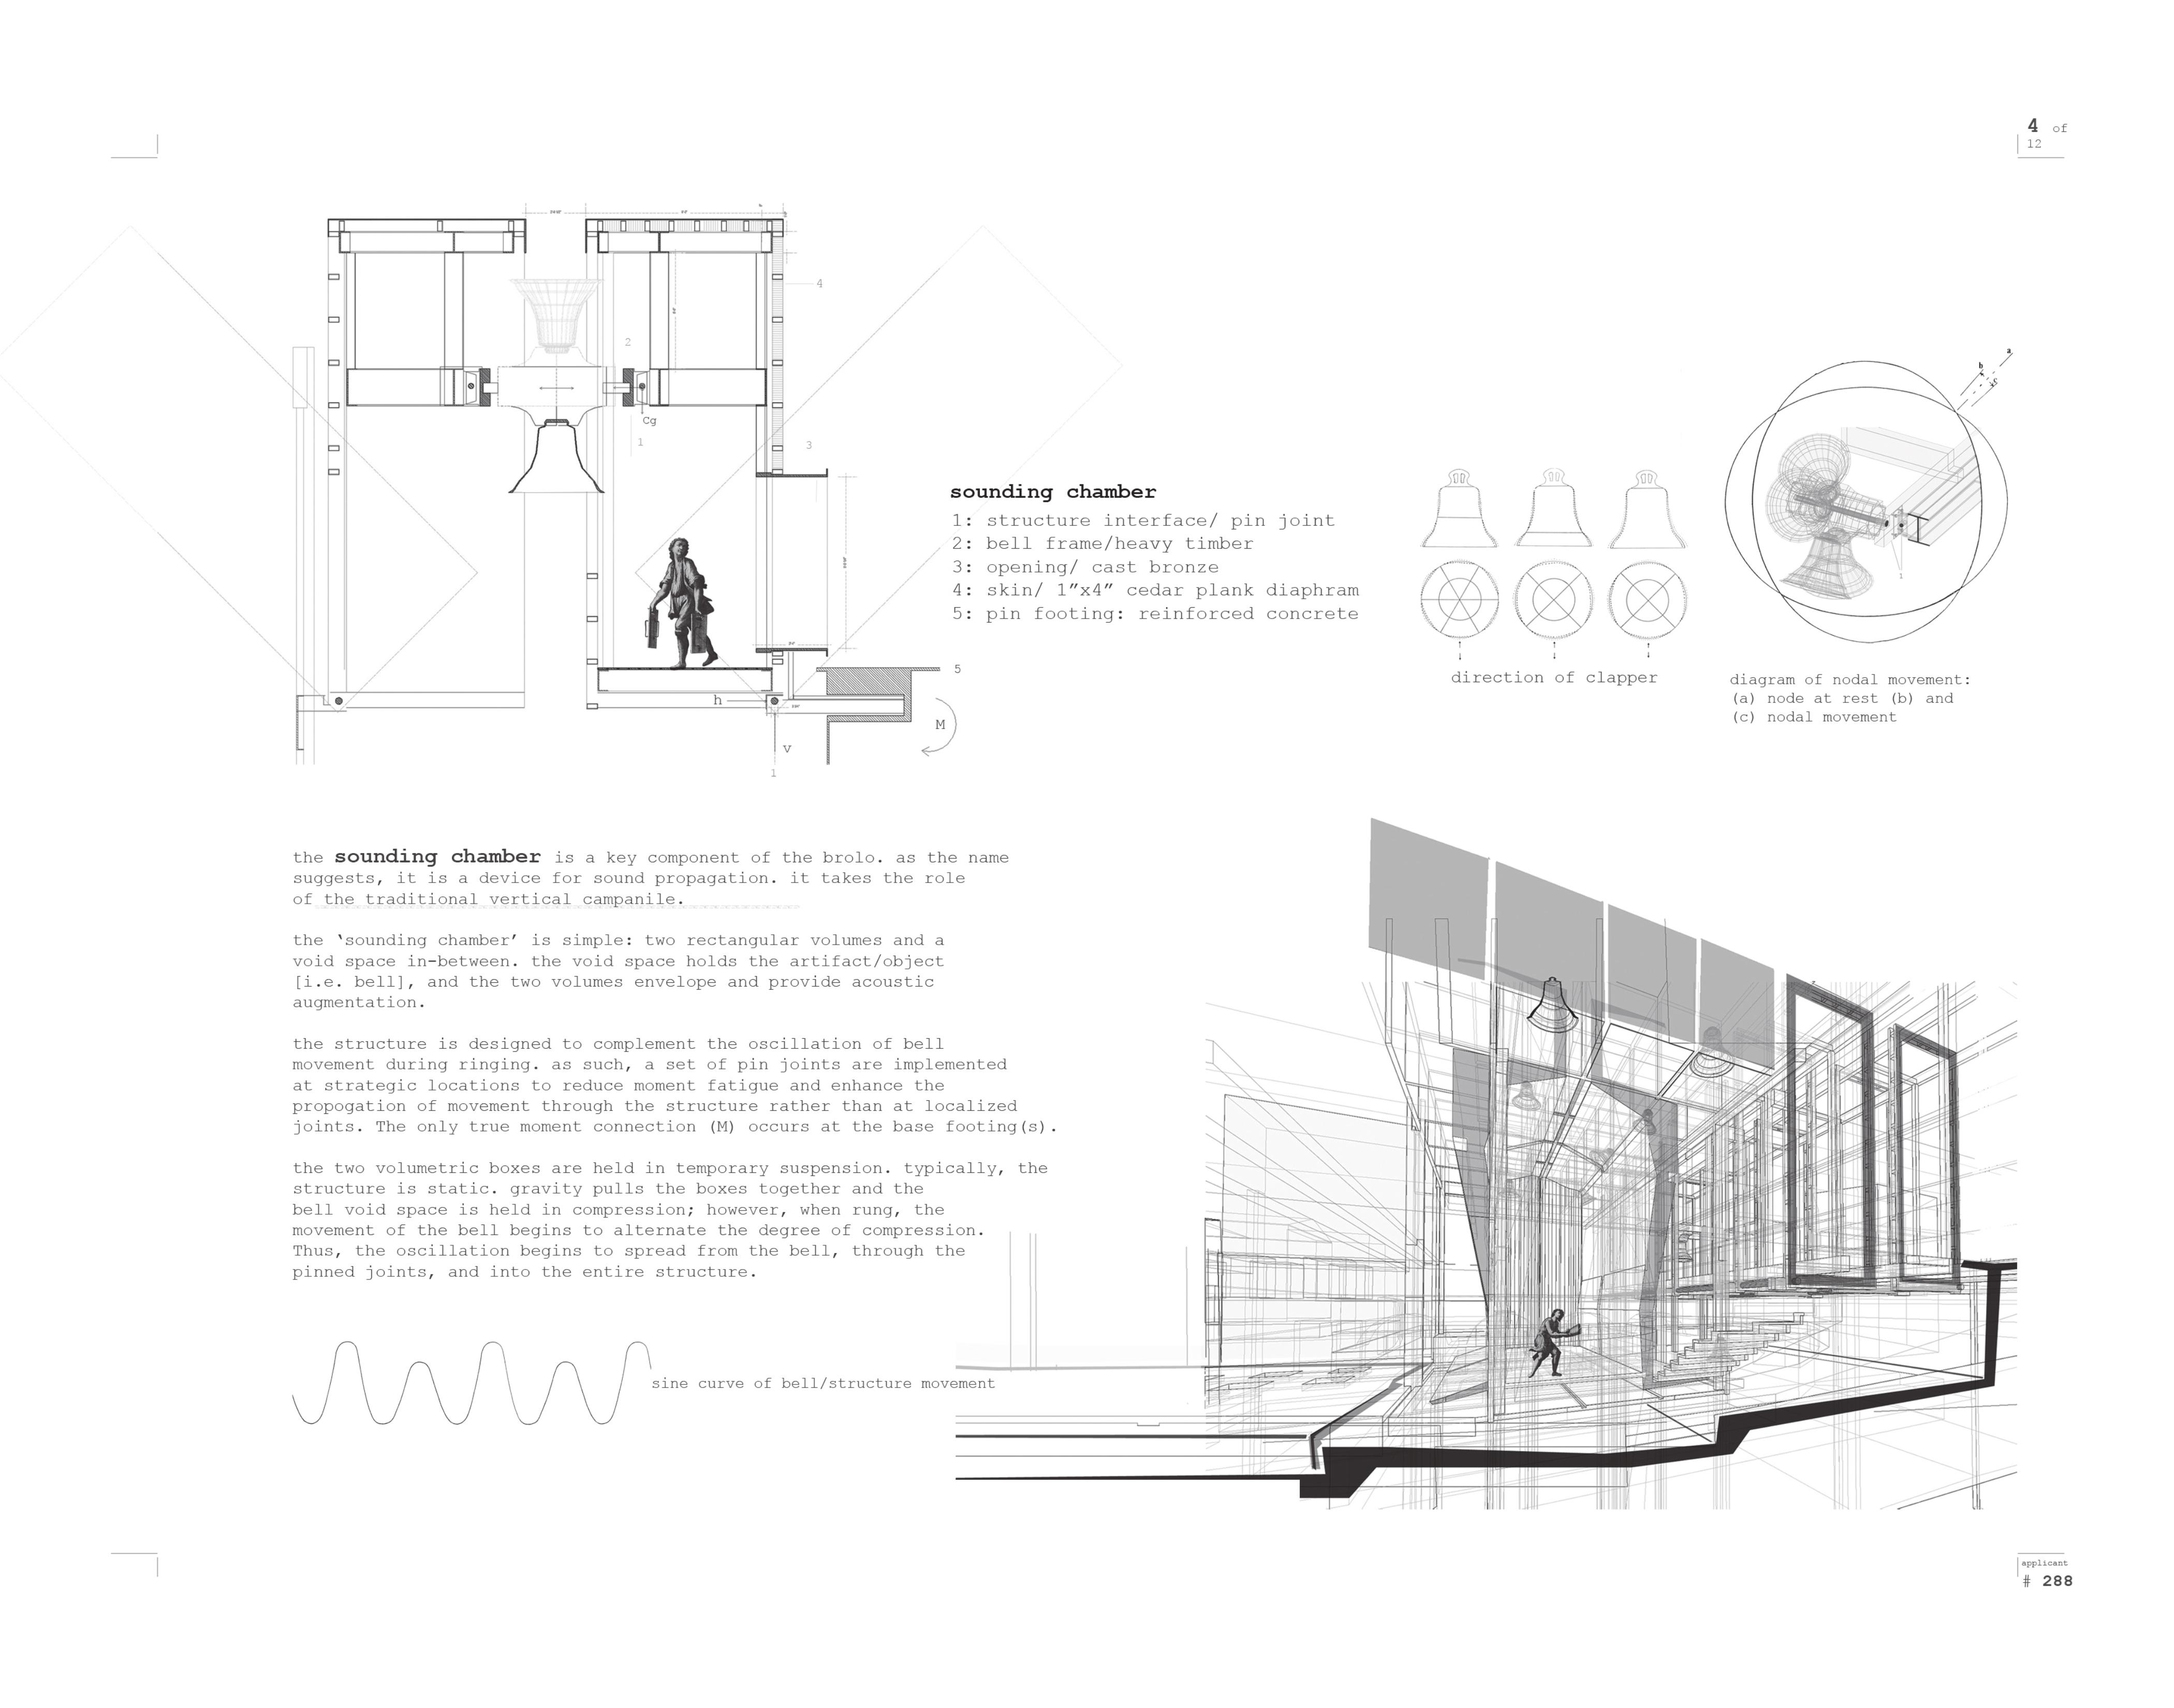 4 of
12
4
2
Cg
1
3
5
h
M
v
1
sounding chamber
1: structure interface/ pin joint
2: bell frame/heavy timber
3: opening/ cast bronze
4: skin/ 1”x4” cedar plank diaphram
5: pin footing: reinforced concrete
direction of clapper
a
b
c
1
diagram of nodal movement:
(a) node at rest (b) and
(c) nodal movement
the sounding chamber is a key component of the brolo. as the name
suggests, it is a device for sound propagation. it takes the role
of the traditional vertical campanile.
the ‘sounding chamber’ is simple: two rectangular volumes and a
void space in-between. the void space holds the artifact/object
[i.e. bell], and the two volumes envelope and provide acoustic
augmentation.
the structure is designed to complement the oscillation of bell
movement during ringing. as such, a set of pin joints are implemented
at strategic locations to reduce moment fatigue and enhance the
propogation of movement through the structure rather than at localized
joints. The only true moment connection (M) occurs at the base footing(s).
the two volumetric boxes are held in temporary suspension. typically, the
structure is static. gravity pulls the boxes together and the
bell void space is held in compression; however, when rung, the
movement of the bell begins to alternate the degree of compression.
Thus, the oscillation begins to spread from the bell, through the
pinned joints, and into the entire structure.
sine curve of bell/structure movement
applicant
# 288